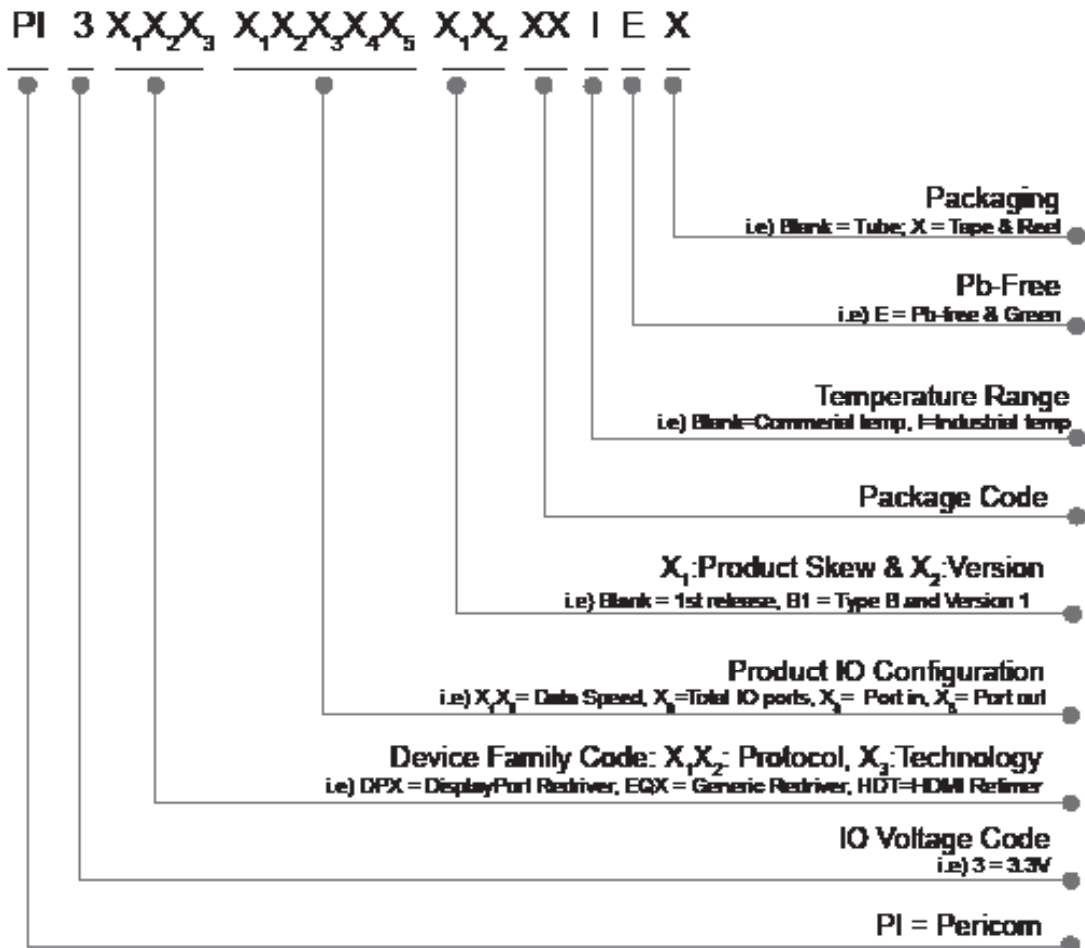 PI 3 X₁X₂X₃ X₁X₂X₃X₄X₅ X₁X₂ XX I E X
Packaging
i.e) Blank = Tube; X = Tape & Reel
Pb-Free
i.e) E = Pb-free & Green
Temperature Range
i.e) Blank=Commerial temp, I=Industrial temp
Package Code
X₁:Product Skew & X₂:Version
i.e) Blank = 1st release, B1 = Type B and Version 1
Product IO Configuration
i.e) X₁X₂= Data Speed, X₃=Total IO ports, X₄= Port in, X₅= Port out
Device Family Code: X₁X₂: Protocol, X₃:Technology
i.e) DPX = DisplayPort Redriver, EQX = Generic Redriver, HDT=HDMI Retimer
IO Voltage Code
i.e) 3 = 3.3V
PI = Pericom